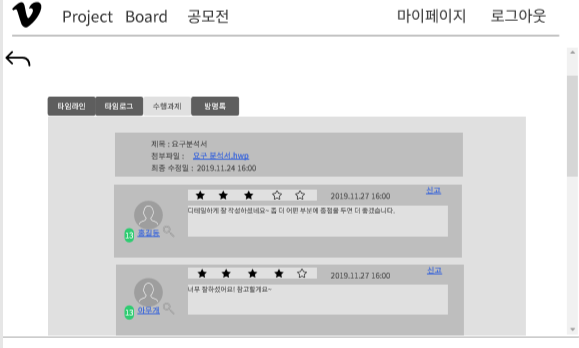 Project Board 공모전 마이페이지 로그아웃
타임라인 타임로그 수행과제 방명록
제목 : 요구분석서
첨부파일 : 요구 분석서.hwp
최종 수정일 : 2019.11.24 16:00
2019.11.27 16:00 신고
디테일하게 잘 작성하셨네요~ 좀 더 어떤 부분에 중점을 두면 더 좋겠습니다.
13 홍길동
2019.11.27 16:00 신고
너무 잘하셨어요! 참고할게요~
13 아무개